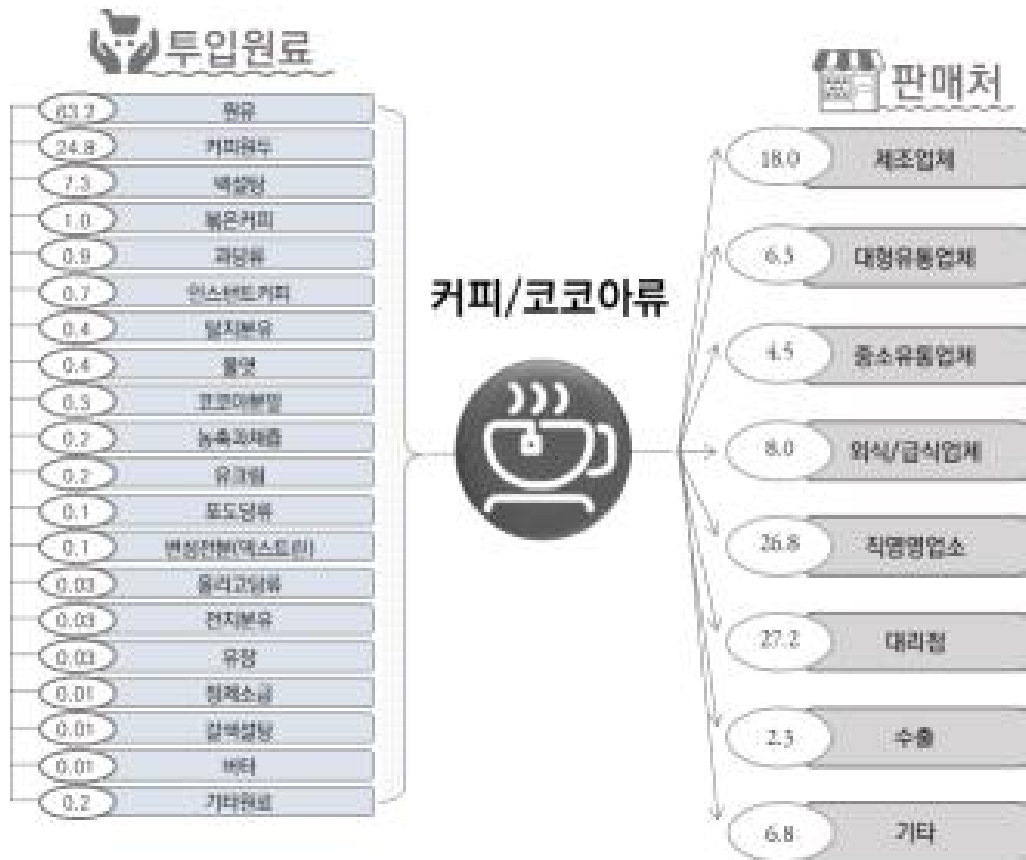 투입원료
63.2 원유
24.8 커피원두
7.3 백설탕
1.0 볶은커피
0.9 과당류
0.7 인스턴트커피
0.4 탈지분유
0.4 물엿
0.3 코코아분말
0.2 농축과채즙
0.2 유크림
0.1 포도당류
0.1 변성전분(덱스트린)
0.03 올리고당류
0.03 전지분유
0.03 유청
0.01 정제소금
0.01 갈색설탕
0.01 버터
0.2 기타원료
커피/코코아류
판매처
18.0 제조업체
6.3 대형유통업체
4.5 중소유통업체
8.0 외식/급식업체
26.8 직영영업소
27.2 대리점
2.3 수출
6.8 기타